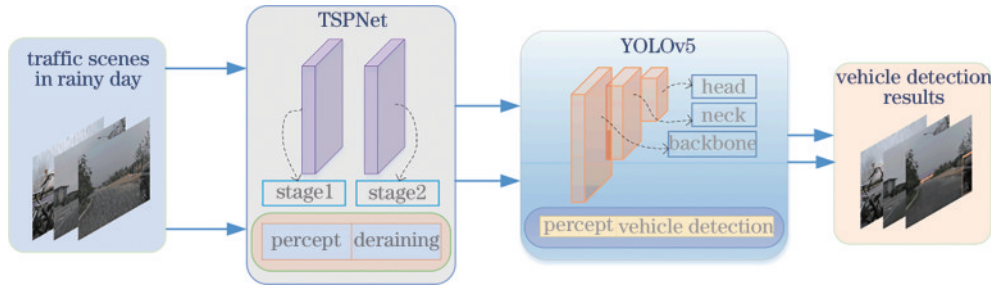 traffic scenes
in rainy day
TSPNet
stage1
stage2
percept
deraining
YOLOv5
head
neck
backbone
percept vehicle detection
vehicle detection
results